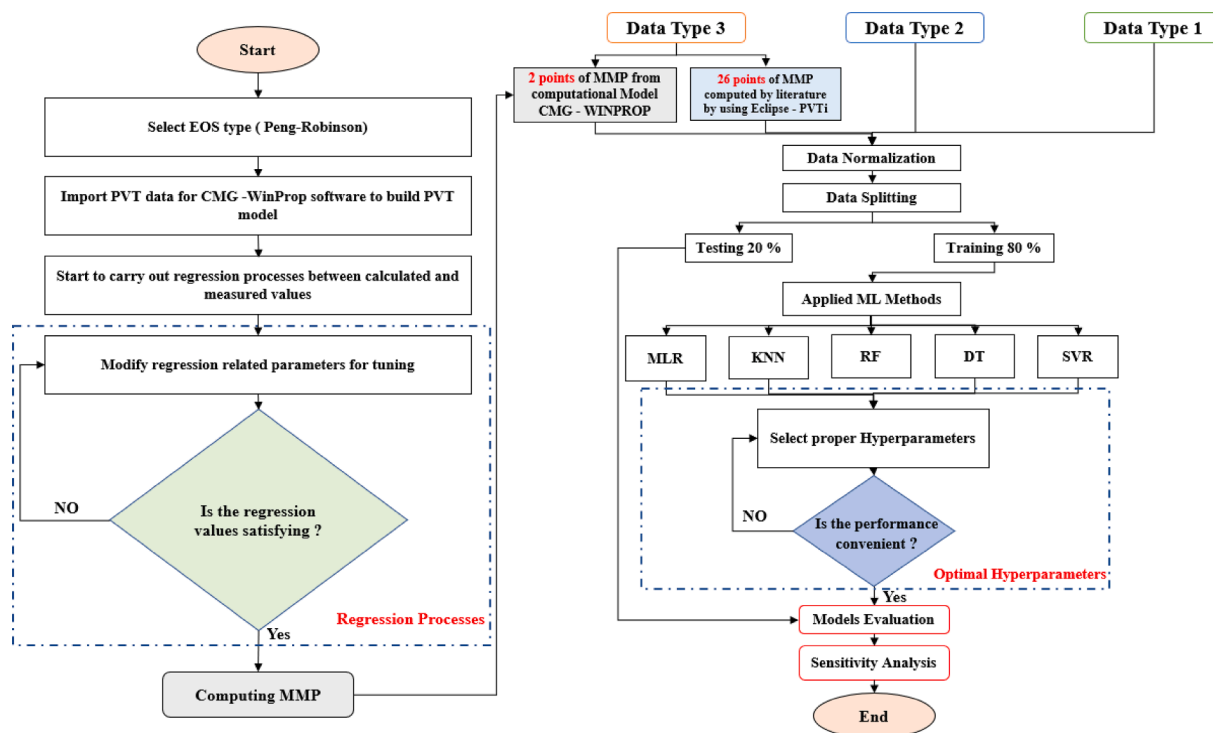 Start
Select EOS type ( Peng-Robinson)
Import PVT data for CMG -WinProp software to build PVT
model
Start to carry out regression processes between calculated and
measured values
Modify regression related parameters for tuning
Is the regression
values satisfying ?
NO
Regression Processes
Yes
Computing MMP
Data Type 3
Data Type 2
Data Type 1
2 points of MMP from
computational Model
CMG - WINPROP
26 points of MMP
computed by literature
by using Eclipse - PVTi
Data Normalization
Data Splitting
Testing 20 %
Training 80 %
Applied ML Methods
MLR
KNN
RF
DT
SVR
Select proper Hyperparameters
Is the performance
convenient ?
NO
Optimal Hyperparameters
Yes
Models Evaluation
Sensitivity Analysis
End